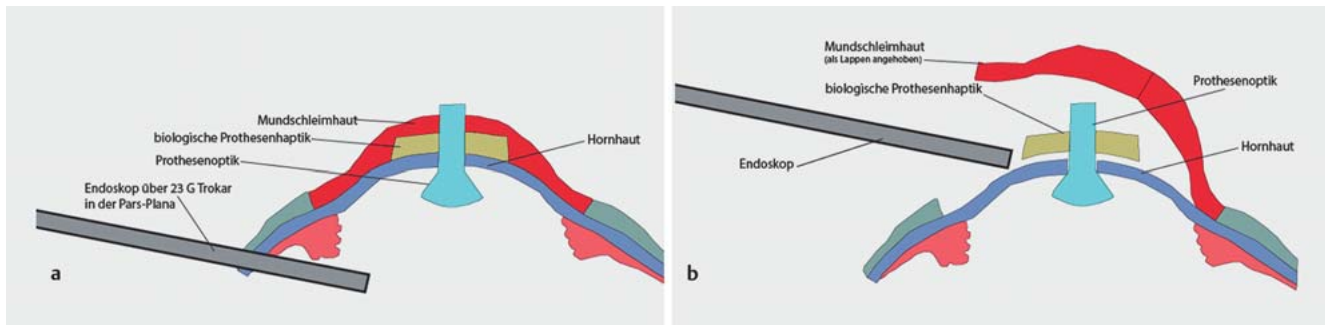 Mundschleimhaut
biologische Prothesenhaptik
Prothesenoptik
Hornhaut
Endoskop über 23 G Trokar
in der Pars-Plana
a
Mundschleimhaut
(als Lappen angehoben)
biologische Prothesenhaptik
Prothesenoptik
Endoskop
Hornhaut
b